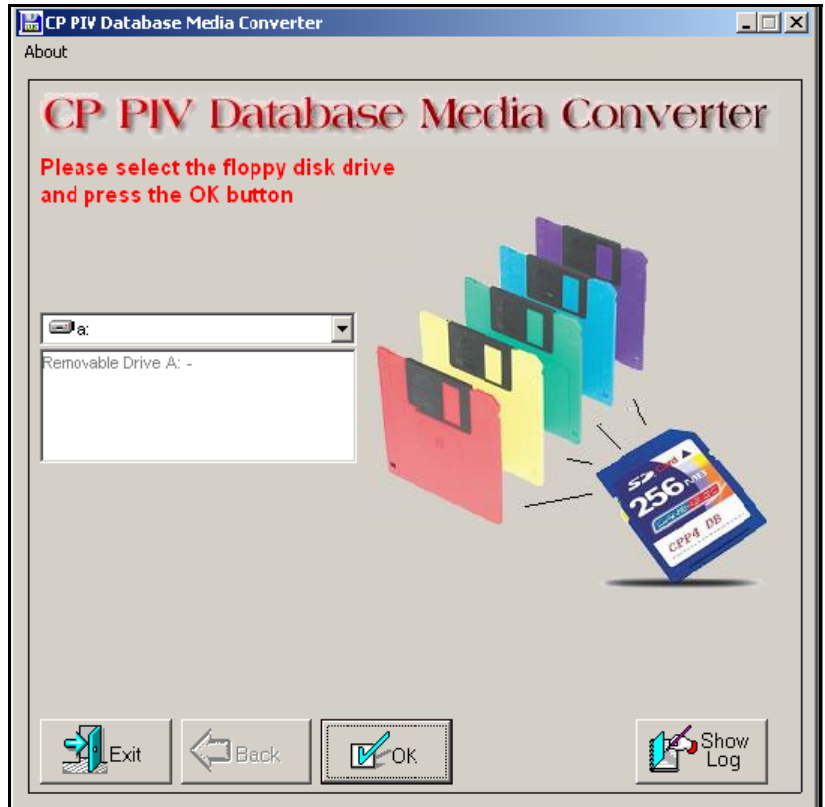 CP PIV Database Media Converter
About
CP PIV Database Media Converter
Please select the floppy disk drive
and press the OK button
a:
Removable Drive A: -
SD Card
256 MB
CPP4 DB
Exit
Back
OK
Show
Log